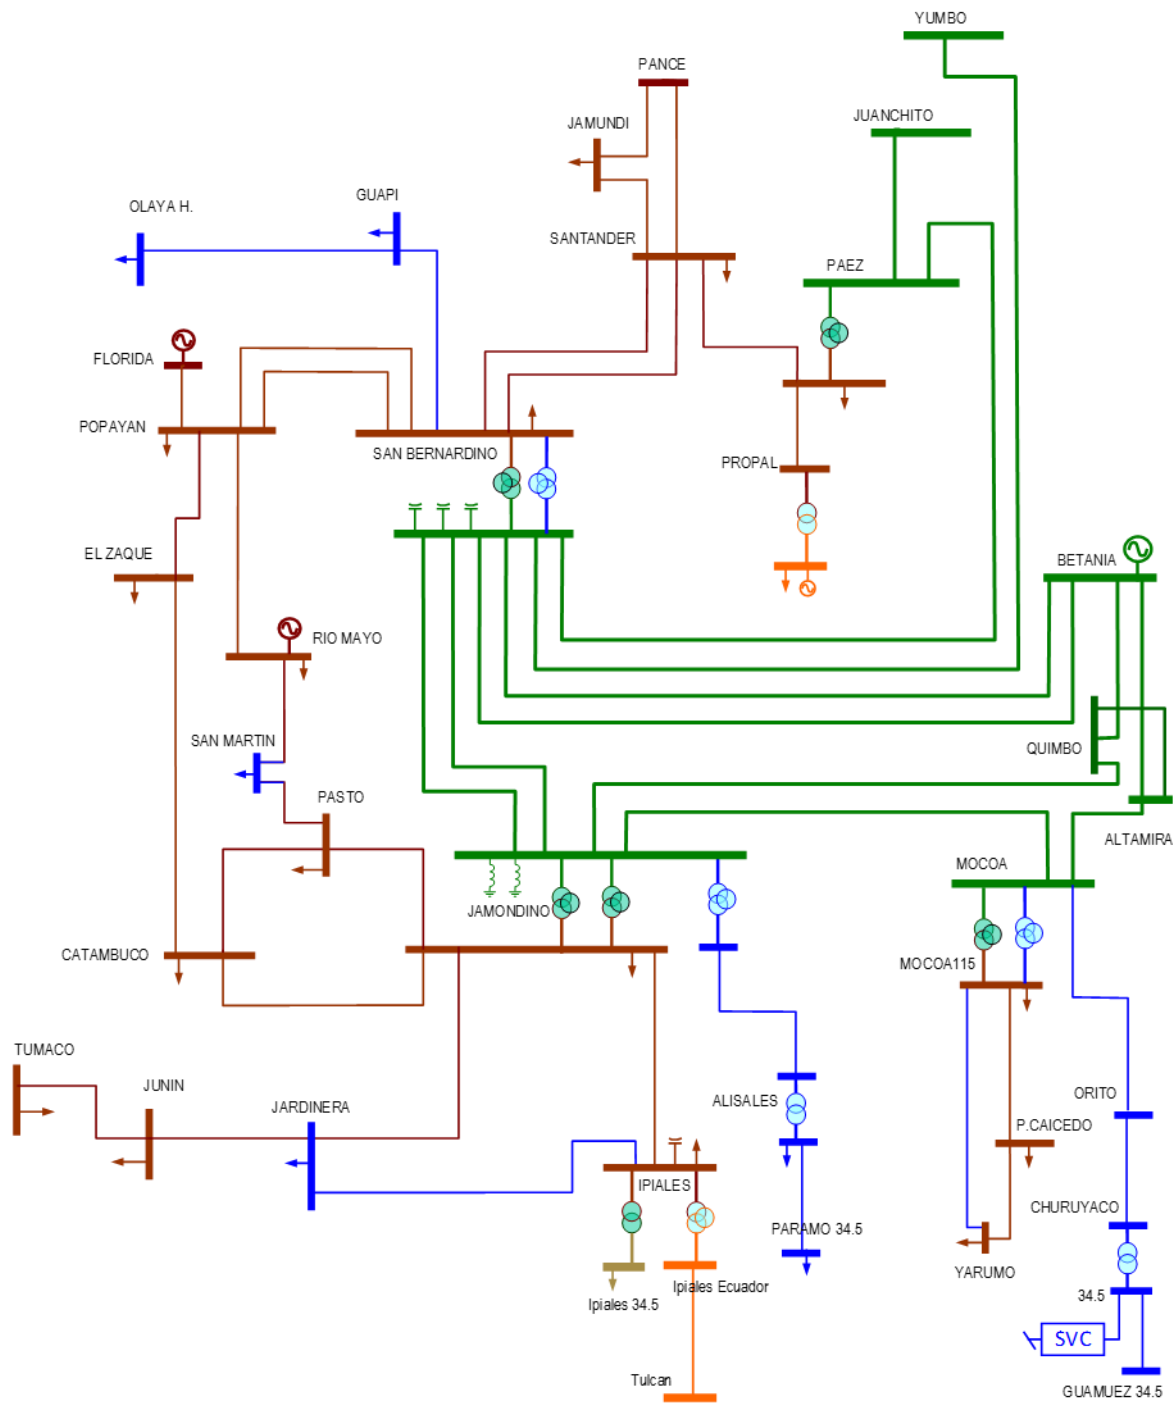 YUMBO
PANCE
JUANCHITO
JAMUNDI
GUAPI
OLAYA H.
SANTANDER
PAEZ
FLORIDA
POPAYAN
SAN BERNARDINO
PROPAL
EL ZAQUE
BETANIA
RIO MAYO
SAN MARTIN
QUIMBO
PASTO
ALTAMIRA
MOCOA
JAMONDINO
CATAMBUCO
MOCOA115
TUMACO
JUNIN
JARDINERA
ALISALES
ORITO
P.CAICEDO
IPIALES
CHURUYACO
PARAMO 34.5
YARUMO
Ipiales Ecuador
Ipiales 34.5
34.5
SVC
Tulcan
GUAMUEZ 34.5